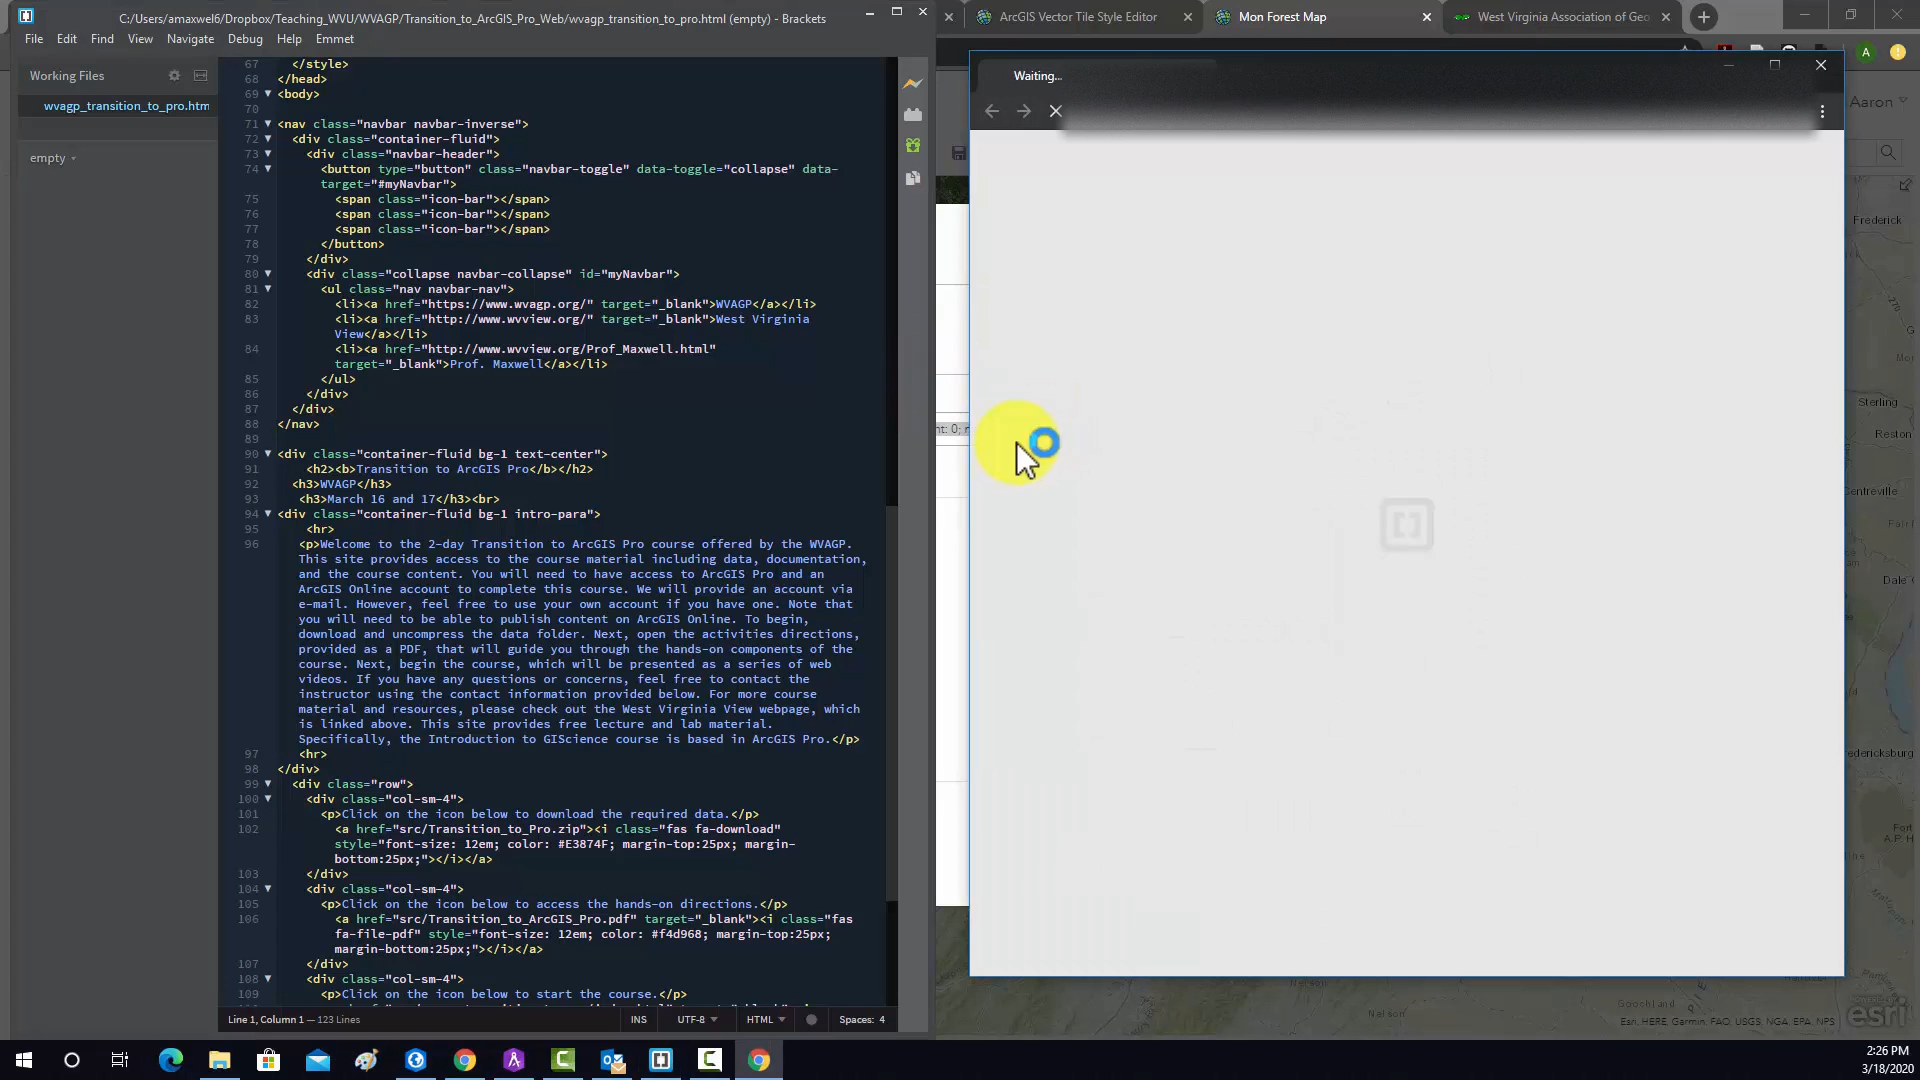 C:/Users/amaxwel6/Dropbox/Teaching_WVU/WVAGP/Transition_to_ArcGIS_Pro_Web/wvagp_transition_to_pro.html (empty) - Brackets
File Edit Find View Navigate Debug Help Emmet
Working Files
wvagp_transition_to_pro.htm
empty
67 </style>
68 </head>
69 <body>
70
71 <nav class="navbar navbar-inverse">
72 <div class="container-fluid">
73 <div class="navbar-header">
74 <button type="button" class="navbar-toggle" data-toggle="collapse" data-
target="#myNavbar">
75 <span class="icon-bar"></span>
76 <span class="icon-bar"></span>
77 <span class="icon-bar"></span>
78 </button>
79 </div>
80 <div class="collapse navbar-collapse" id="myNavbar">
81 <ul class="nav navbar-nav">
82 <li><a href="https://www.wvagp.org/" target="_blank">WVAGP</a></li>
83 <li><a href="http://www.wvview.org/" target="_blank">West Virginia
View</a></li>
84 <li><a href="http://www.wvview.org/Prof_Maxwell.html"
target="_blank">Prof. Maxwell</a></li>
85 </ul>
86 </div>
87 </div>
88 </nav>
89
90 <div class="container-fluid bg-1 text-center">
91 <h2><b>Transition to ArcGIS Pro</b></h2>
92 <h3>WVAGP</h3>
93 <h3>March 16 and 17</h3><br>
94 <div class="container-fluid bg-1 intro-para">
95 <hr>
96 <p>Welcome to the 2-day Transition to ArcGIS Pro course offered by the WVAGP.
This site provides access to the course material including data, documentation,
and the course content. You will need to have access to ArcGIS Pro and an
ArcGIS Online account to complete this course. We will provide an account via
e-mail. However, feel free to use your own account if you have one. Note that
you will need to be able to publish content on ArcGIS Online. To begin,
download and uncompress the data folder. Next, open the activities directions,
provided as a PDF, that will guide you through the hands-on components of the
course. Next, begin the course, which will be presented as a series of web
videos. If you have any questions or concerns, feel free to contact the
instructor using the contact information provided below. For more course
material and resources, please check out the West Virginia View webpage, which
is linked above. This site provides free lecture and lab material.
Specifically, the Introduction to GIScience course is based in ArcGIS Pro.</p>
97 <hr>
98 </div>
99 <div class="row">
100 <div class="col-sm-4">
101 <p>Click on the icon below to download the required data.</p>
102 <a href="src/Transition_to_Pro.zip"><i class="fas fa-download"
style="font-size: 12em; color: #E3874F; margin-top:25px; margin-
bottom:25px;"></i></a>
103 </div>
104 <div class="col-sm-4">
105 <p>Click on the icon below to access the hands-on directions.</p>
106 <a href="src/Transition_to_ArcGIS_Pro.pdf" target="_blank"><i class="fas
fa-file-pdf" style="font-size: 12em; color: #f4d968; margin-top:25px;
margin-bottom:25px;"></i></a>
107 </div>
108 <div class="col-sm-4">
109 <p>Click on the icon below to start the course.</p>
Line 1, Column 1 — 123 Lines
INS UTF-8 HTML Spaces: 4
ArcGIS Vector Tile Style Editor
Mon Forest Map
West Virginia Association of Geo
A
Waiting...
Aaron
nt: 0;
Frederick
Sterling
Reston
Centreville
Dale
Fort
A.P.
Goochland
Nelson
Esri, HERE, Garmin, FAO, USGS, NGA, EPA, NPS
esri
2:26 PM
3/18/2020